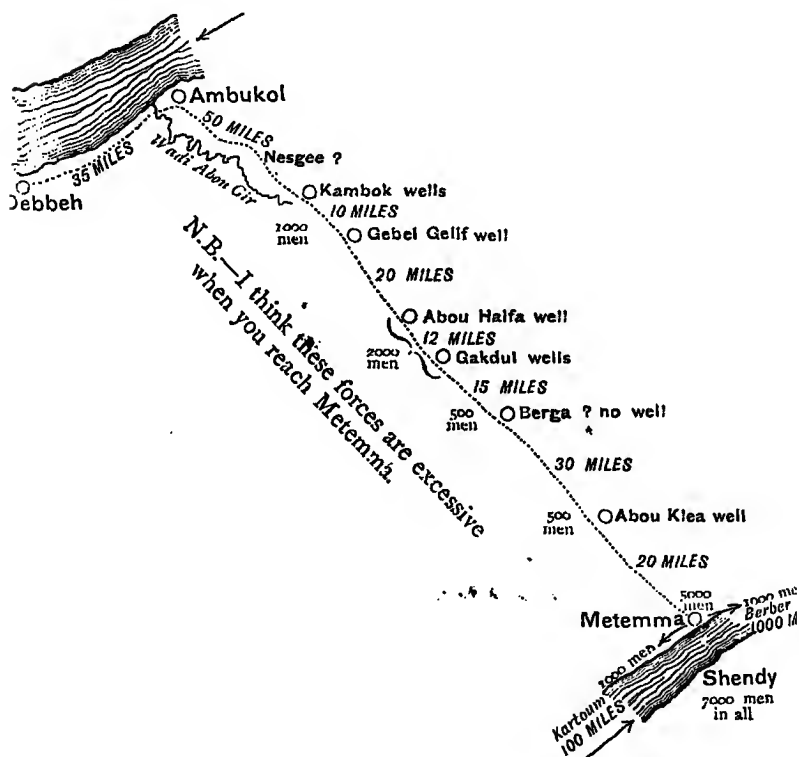 Ambukol
50 MILES
Nesgee ?
35 MILES
Wadi Abou Gir
ebbeh
Kambok wells
10 MILES
1000
men
Gebel Gelif well
20 MILES
Abou Halfa well
12 MILES
2000
men
Gakdul wells
15 MILES
500
men
Berga ? no well
30 MILES
500
men
Abou Klea well
20 MILES
N.B.—I think these forces are excessive
when you reach Metemma.
5000
men
Metemma
Berber
1000 M
Kartoum
100 MILES
Shendy
7000 men
in all